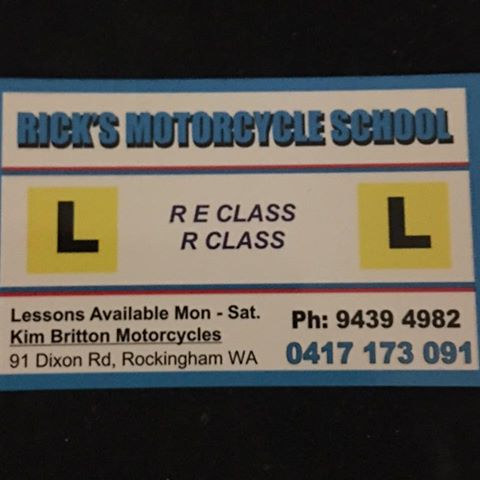 RICK'S MOTORCYCLE SCHOOL
L
R E CLASS
R CLASS
L
Lessons Available Mon - Sat.
Kim Britton Motorcycles
91 Dixon Rd, Rockingham WA
Ph: 9439 4982
0417 173 091